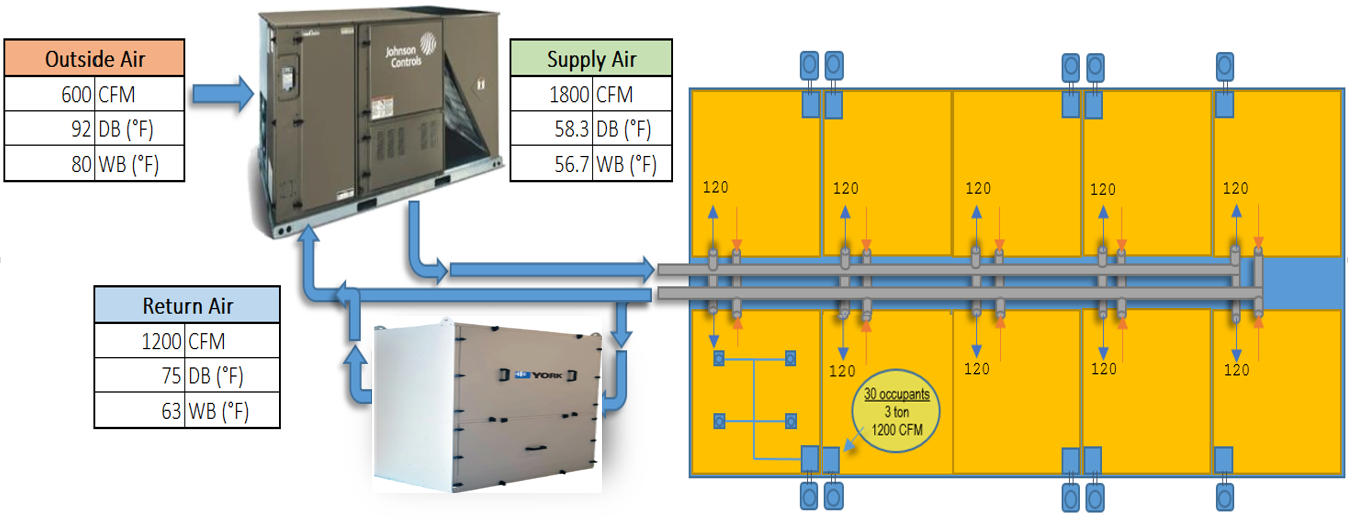 Outside Air
600 CFM
92 DB (°F)
80 WB (°F)
Johnson
Controls
Supply Air
1800 CFM
58.3 DB (°F)
56.7 WB (°F)
Return Air
1200 CFM
75 DB (°F)
63 WB (°F)
YORK
120 120 120 120 120
120 120 120 120
30 occupants
3 ton
1200 CFM